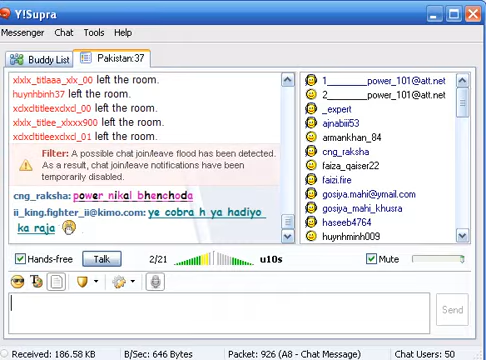 Y!Supra
Messenger Chat Tools Help
Buddy List Pakistan:37
xlxlx_titlaaa_xlx_00 left the room.
huynhbinh37 left the room.
xclxcltitleexclxcl_00 left the room.
xlxlx_titlee_xlxxx900 left the room.
xclxcltitleexclxcl_01 left the room.
Filter: A possible chat join/leave flood has been detected.
As a result, chat join/leave notifications have been
temporarily disabled.
cng_raksha: power nikal bhenchoda
ii_king.fighter_ii@kimo.com: ye cobra h ya hadiyo
ka raja
1________power_101@att.net
2________power_101@att.net
_expert
ajnabiii53
armankhan_84
cng_raksha
faiza_qaiser22
faizi.fire
gosiya.mahi@ymail.com
gosiya_mahi_khusra
haseeb4764
huynhminh009
Hands-free Talk 2/21 u10s Mute
Send
Received: 186.58 KB B/Sec: 646 Bytes Packet: 926 (A8 - Chat Message) Chat Users: 50